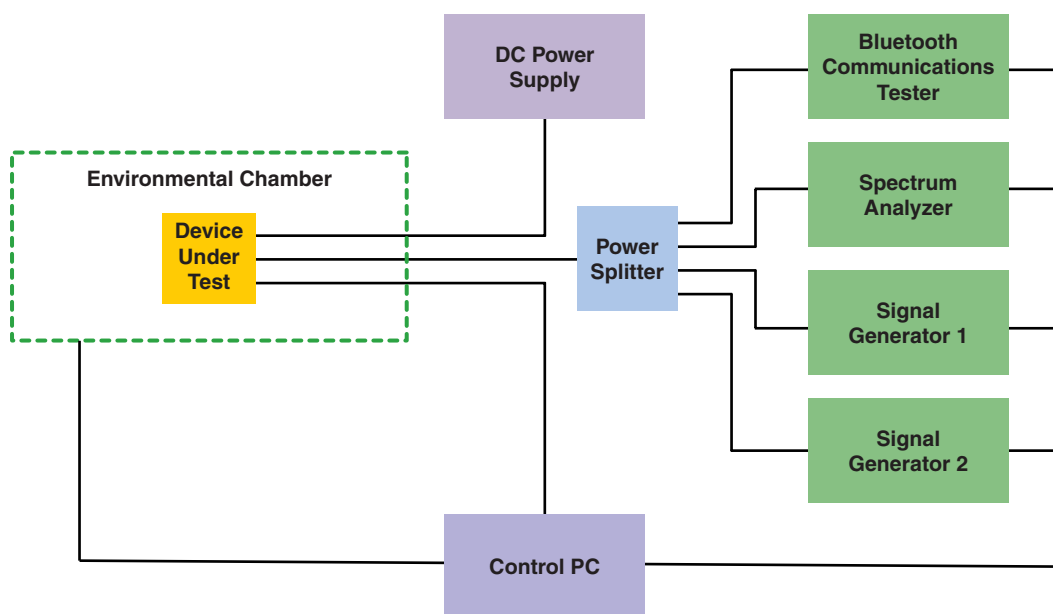 DC Power
Supply
Bluetooth
Communications
Tester
Environmental Chamber
Device
Under
Test
Power
Splitter
Spectrum
Analyzer
Signal
Generator 1
Signal
Generator 2
Control PC